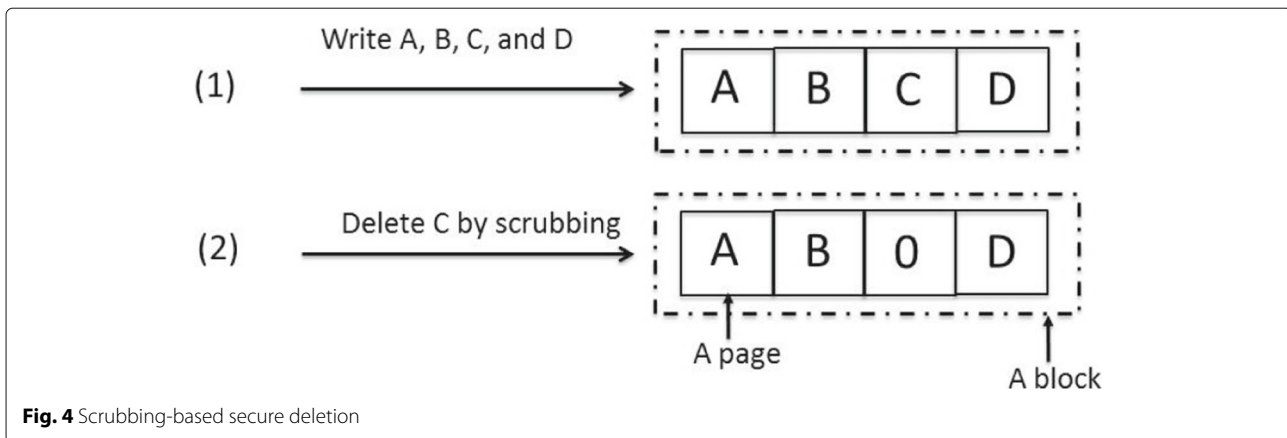 Write A, B, C, and D
(1)
A B C D
Delete C by scrubbing
(2)
A B 0 D
A page
A block
Fig. 4 Scrubbing-based secure deletion